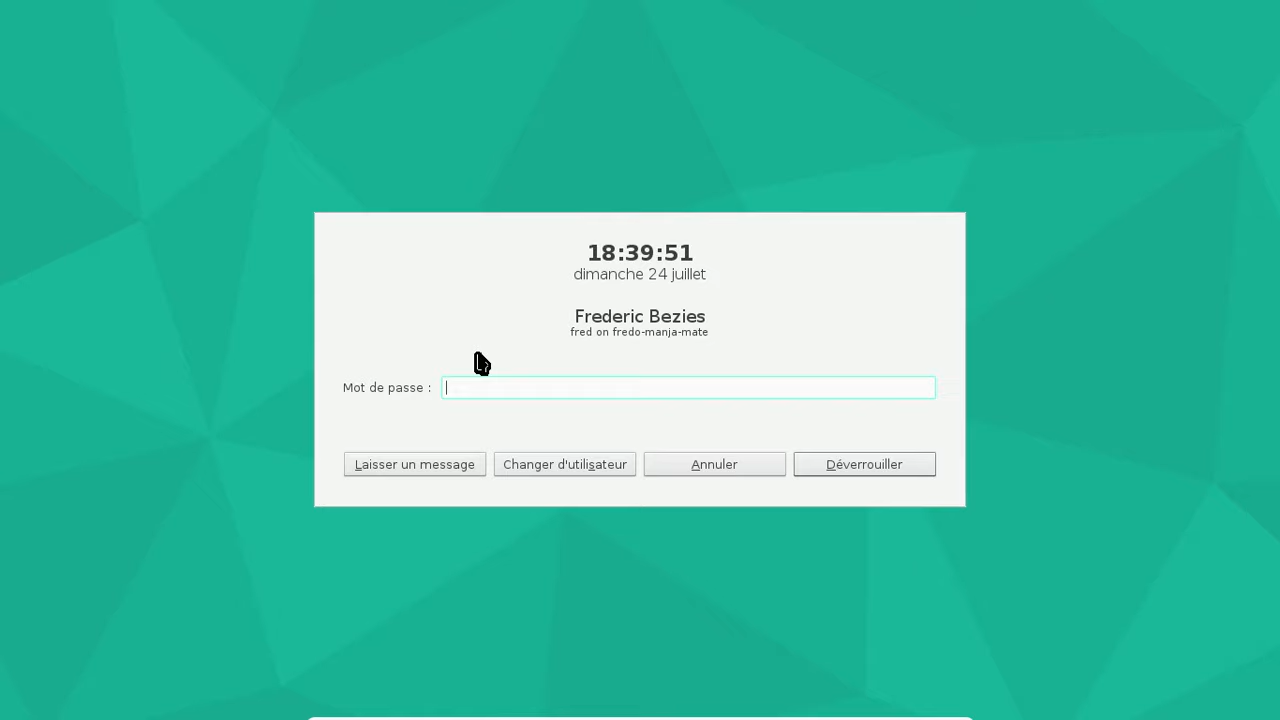 18:39:51
dimanche 24 juillet
Frederic Bezies
fred on fredo-manja-mate
Mot de passe :
Laisser un message
Changer d'utilisateur
Annuler
Déverrouiller